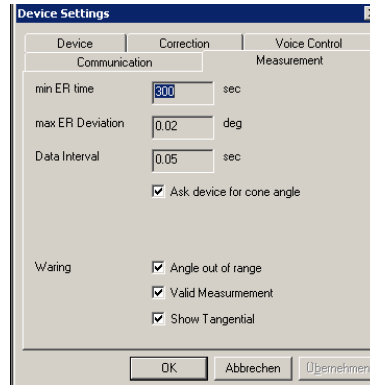 Device Settings
Device Correction Voice Control
Communication Measurement
min ER time 300 sec
max ER Deviation 0.02 deg
Data Interval 0.05 sec
Ask device for cone angle
Waring Angle out of range
Valid Measurmement
Show Tangential
OK Abbrechen Übernehmen